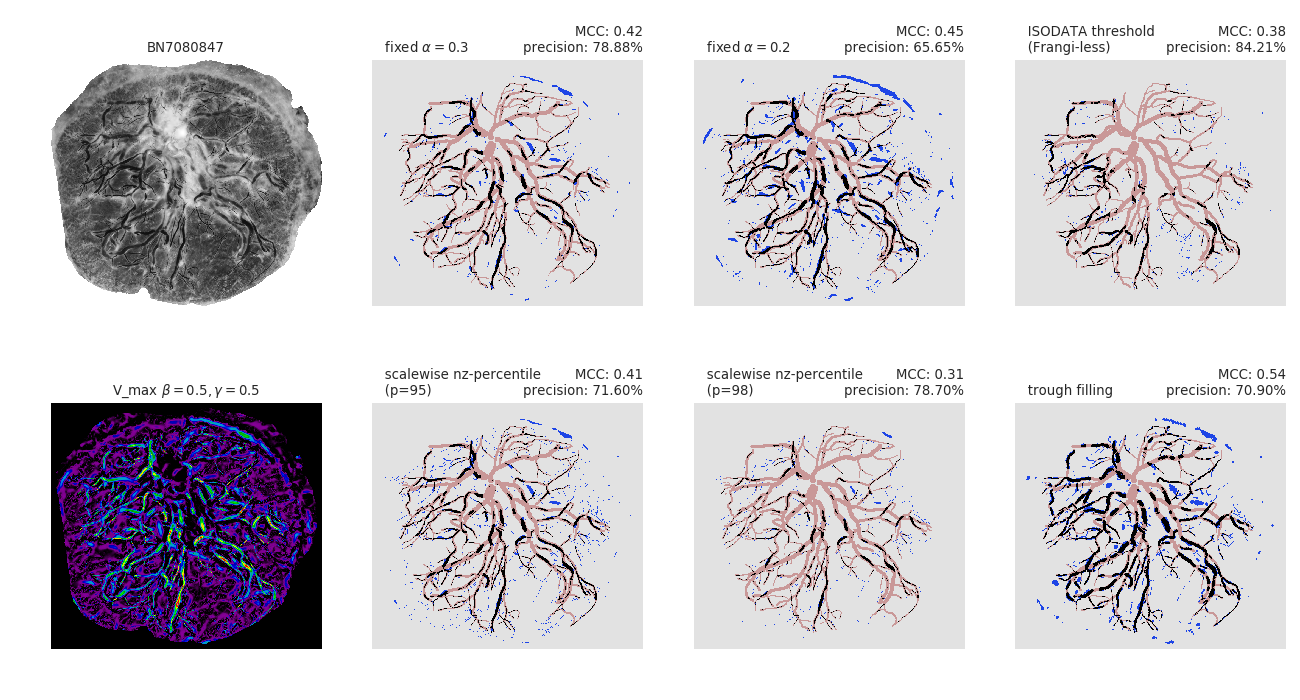 BN7080847
fixed α = 0.3
MCC: 0.42
precision: 78.88%
fixed α = 0.2
MCC: 0.45
precision: 65.65%
ISODATA threshold
(Frangi-less)
MCC: 0.38
precision: 84.21%
V_max β = 0.5, γ = 0.5
scalewise nz-percentile
(p=95)
MCC: 0.41
precision: 71.60%
scalewise nz-percentile
(p=98)
MCC: 0.31
precision: 78.70%
trough filling
MCC: 0.54
precision: 70.90%